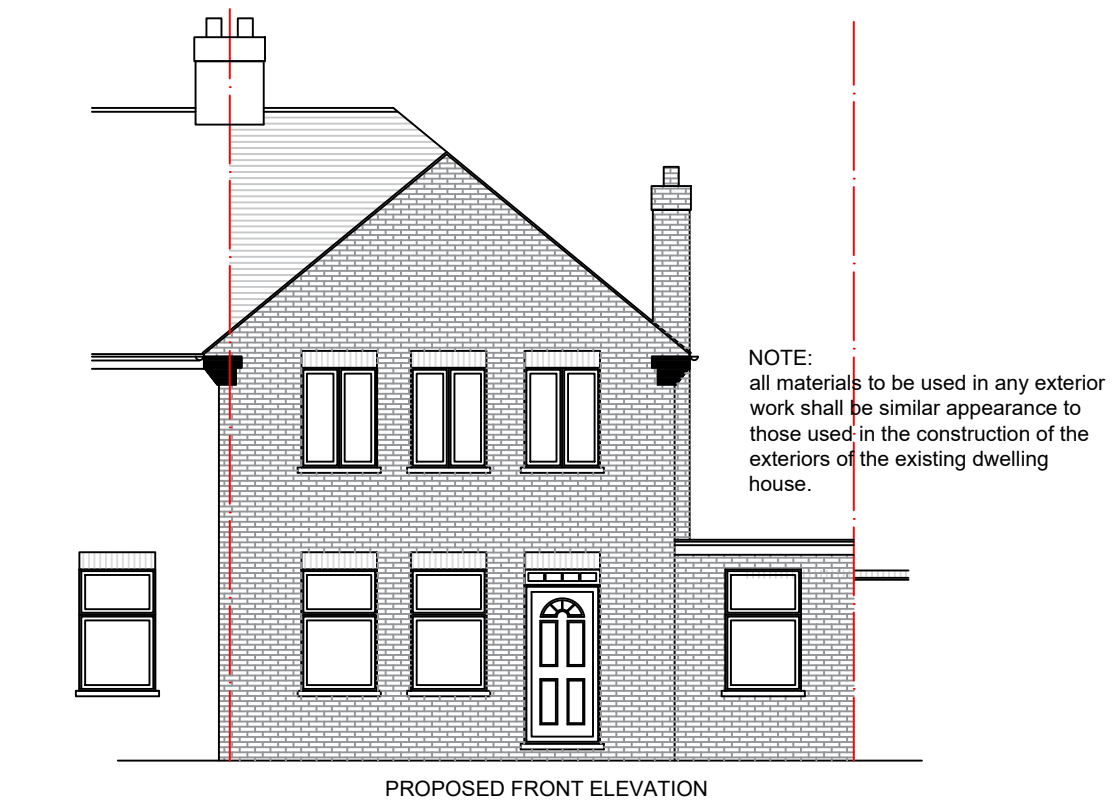 NOTE:
all materials to be used in any exterior
work shall be similar appearance to
those used in the construction of the
exteriors of the existing dwelling
house.
PROPOSED FRONT ELEVATION